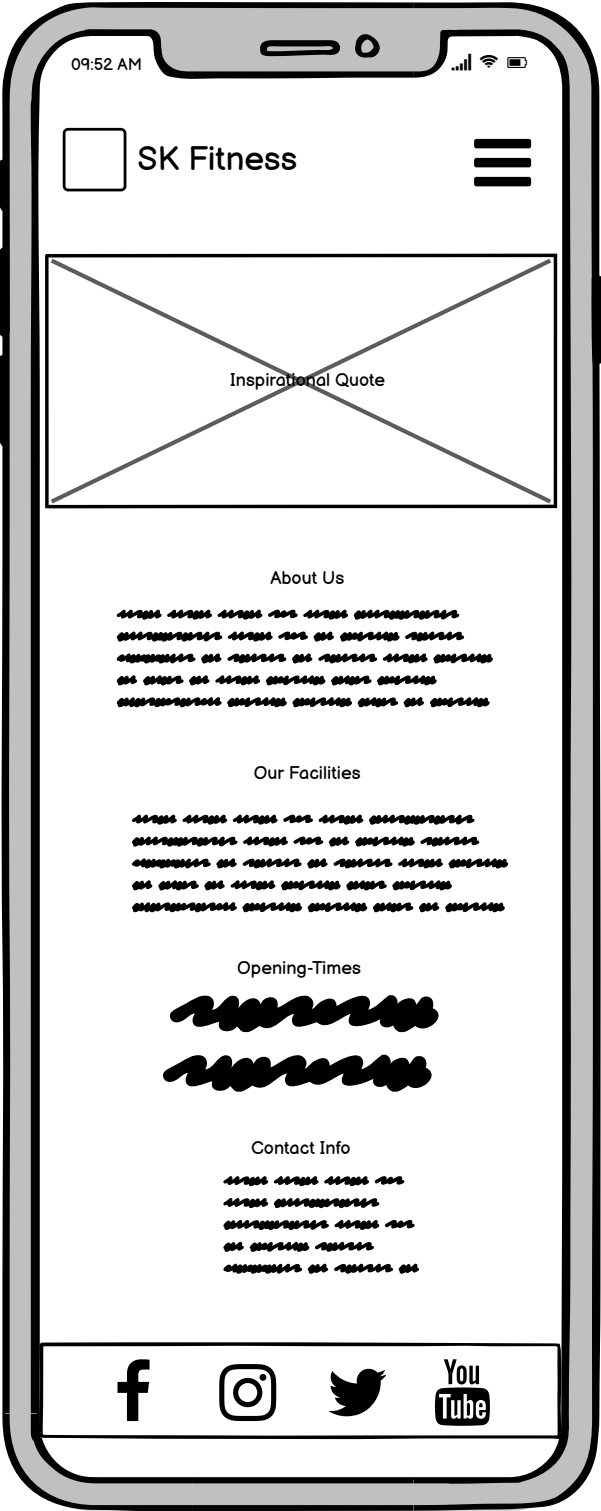 09:52 AM
SK Fitness
Inspirational Quote
About Us
Our Facilities
Opening-Times
Contact Info
You
Tube